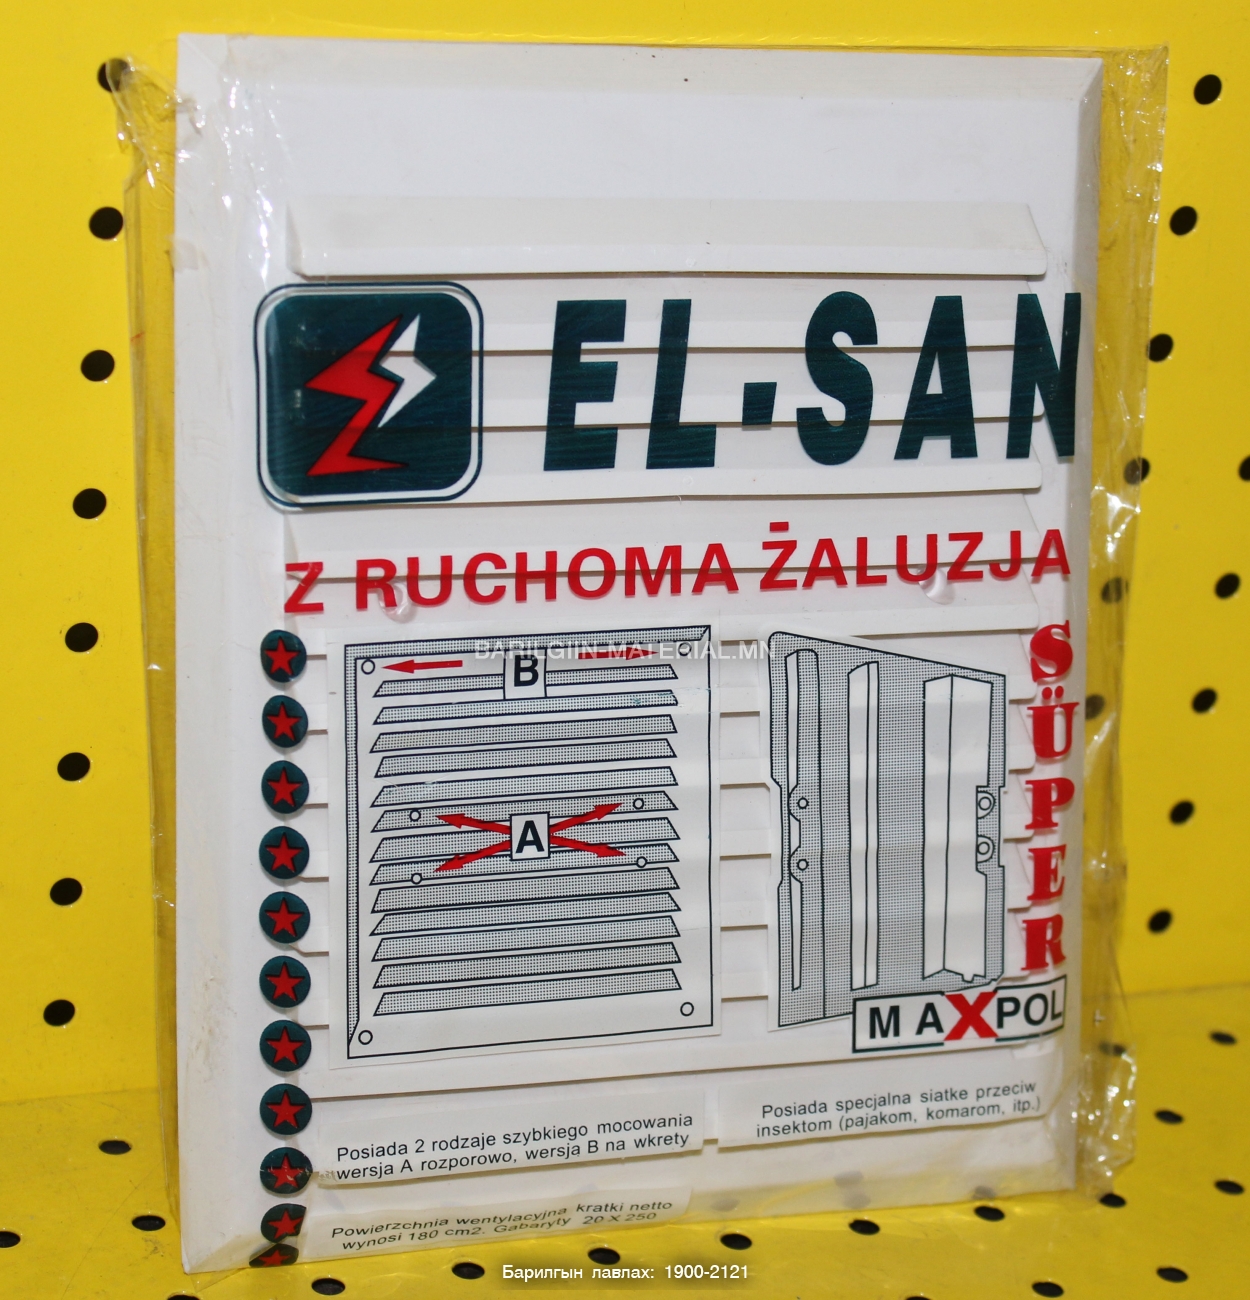 EL-SAN
Z RUCHOMA ŻALUZJA
SÜPER
BARILGIIN-MATERIAL.MN
B
A
MAXPOL
Posiada 2 rodzaje szybkiego mocowania
wersja A rozporowo, wersja B na wkrety
Posiada specjalna siatke przeciw
insektom (pajakom, komarom, itp.)
Powierzchnia wentylacyjna kratki netto
wynosi 180 cm2. Gabaryty 20 X 250
Барилгын лавлах: 1900-2121